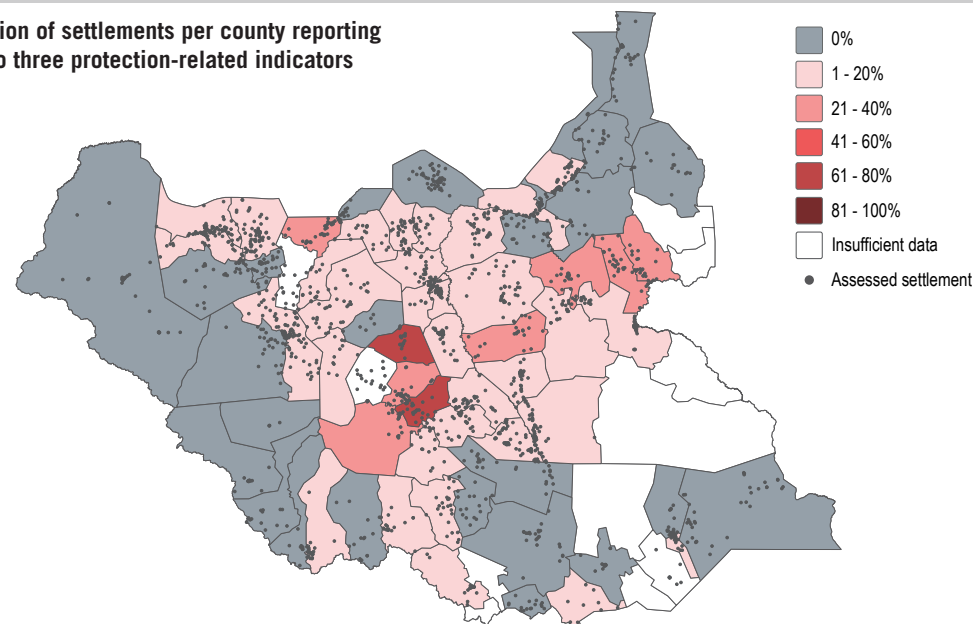 ion of settlements per county reporting
o three protection-related indicators
0%
1 - 20%
21 - 40%
41 - 60%
61 - 80%
81 - 100%
Insufficient data
Assessed settlement